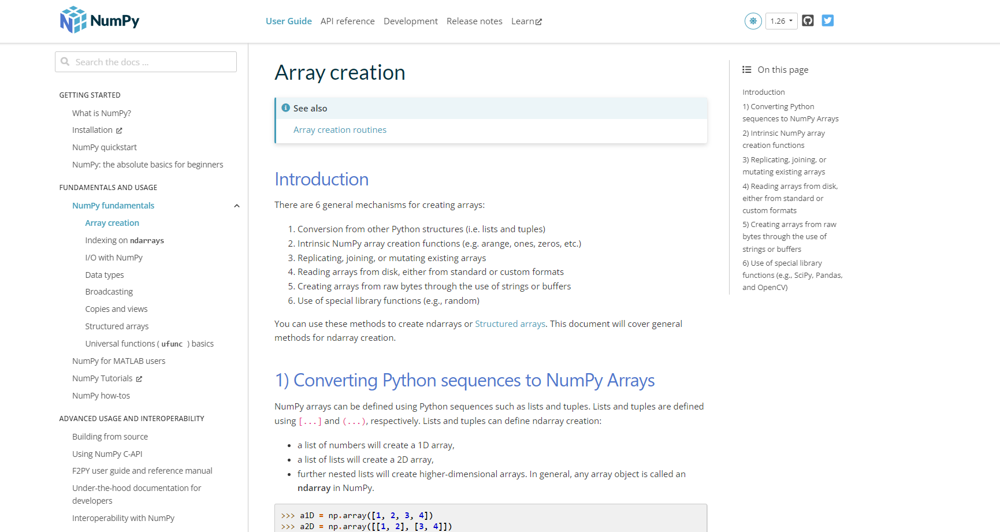 NumPy
User Guide API reference Development Release notes Learn
1.26
Search the docs ...
GETTING STARTED
What is NumPy?
Installation
NumPy quickstart
NumPy: the absolute basics for beginners
FUNDAMENTALS AND USAGE
NumPy fundamentals
Array creation
Indexing on ndarrays
I/O with NumPy
Data types
Broadcasting
Copies and views
Structured arrays
Universal functions ( ufunc ) basics
NumPy for MATLAB users
NumPy Tutorials
NumPy how-tos
ADVANCED USAGE AND INTEROPERABILITY
Building from source
Using NumPy C-API
F2PY user guide and reference manual
Under-the-hood documentation for
developers
Interoperability with NumPy
Array creation
See also
Array creation routines
Introduction
There are 6 general mechanisms for creating arrays:
1. Conversion from other Python structures (i.e. lists and tuples)
2. Intrinsic NumPy array creation functions (e.g. arange, ones, zeros, etc.)
3. Replicating, joining, or mutating existing arrays
4. Reading arrays from disk, either from standard or custom formats
5. Creating arrays from raw bytes through the use of strings or buffers
6. Use of special library functions (e.g., random)
You can use these methods to create ndarrays or Structured arrays. This document will cover general
methods for ndarray creation.
1) Converting Python sequences to NumPy Arrays
NumPy arrays can be defined using Python sequences such as lists and tuples. Lists and tuples are defined
using [...] and (...), respectively. Lists and tuples can define ndarray creation:
• a list of numbers will create a 1D array,
• a list of lists will create a 2D array,
• further nested lists will create higher-dimensional arrays. In general, any array object is called an
ndarray in NumPy.
>>> a1D = np.array([1, 2, 3, 4])
>>> a2D = np.array([[1, 2], [3, 4]])
On this page
Introduction
1) Converting Python
sequences to NumPy Arrays
2) Intrinsic NumPy array
creation functions
3) Replicating, joining, or
mutating existing arrays
4) Reading arrays from disk,
either from standard or
custom formats
5) Creating arrays from raw
bytes through the use of
strings or buffers
6) Use of special library
functions (e.g., SciPy, Pandas,
and OpenCV)